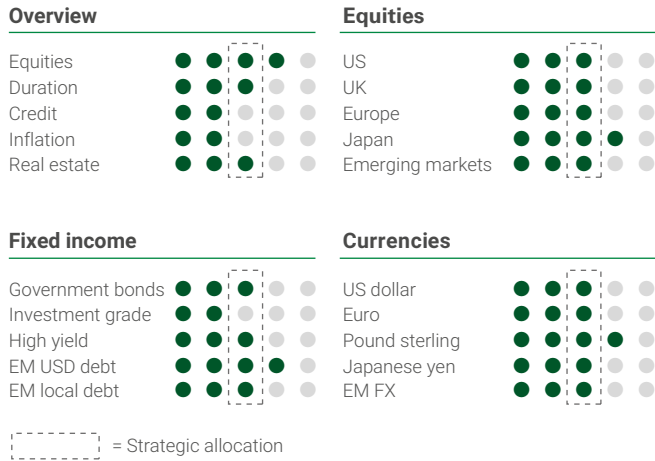 Overview
Equities
Duration
Credit
Inflation
Real estate
Equities
US
UK
Europe
Japan
Emerging markets
Fixed income
Government bonds
Investment grade
High yield
EM USD debt
EM local debt
Currencies
US dollar
Euro
Pound sterling
Japanese yen
EM FX
= Strategic allocation